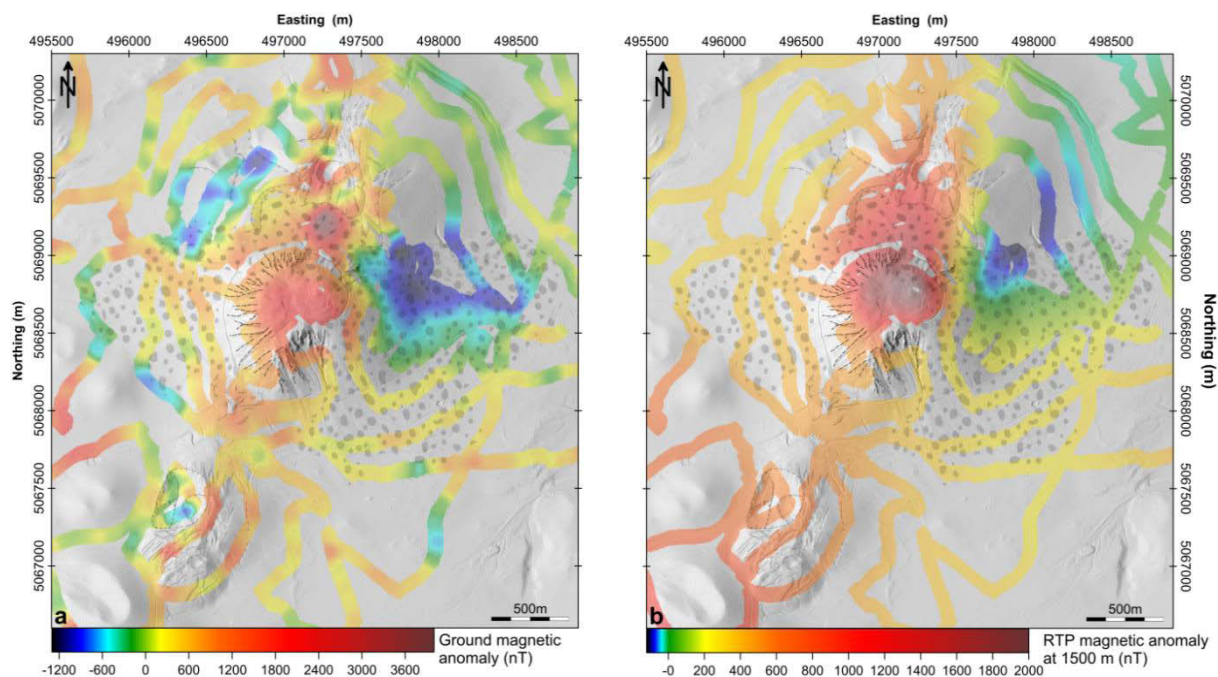 Easting (m)
495500 496000 496500 497000 497500 498000 498500
N
Northing (m)
5070000
5069500
5069000
5068500
5068000
5067500
5067000
a
500m
-1200 -600 0 600 1200 1800 2400 3000 3600
Ground magnetic
anomaly (nT)
Easting (m)
495500 496000 496500 497000 497500 498000 498500
N
5070000
5069500
5069000
5068500
5068000
5067500
5067000
Northing (m)
b
500m
-0 200 400 600 800 1000 1200 1400 1600 2000
RTP magnetic anomaly
at 1500 m (nT)